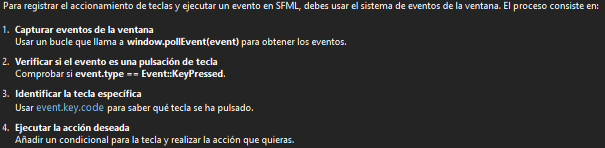 Para registrar el accionamiento de teclas y ejecutar un evento en SFML, debes usar el sistema de eventos de la ventana. El proceso consiste en:
1. Capturar eventos de la ventana
Usar un bucle que llama a window.pollEvent(event) para obtener los eventos.
2. Verificar si el evento es una pulsación de tecla
Comprobar si event.type == Event::KeyPressed.
3. Identificar la tecla específica
Usar event.key.code para saber qué tecla se ha pulsado.
4. Ejecutar la acción deseada
Añadir un condicional para la tecla y realizar la acción que quieras.